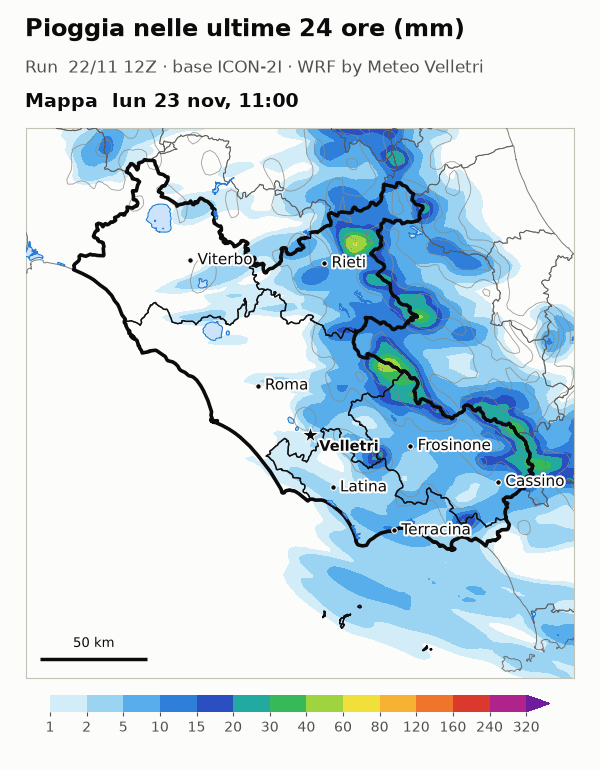 Pioggia nelle ultime 24 ore (mm)
Run  22/11 12Z · base ICON-2I · WRF by Meteo Velletri
Mappa  lun 23 nov, 11:00
Viterbo
Rieti
Roma
Velletri
Frosinone
Cassino
Latina
Terracina
50 km
1 2 5 10 15 20 30 40 60 80 120 160 240 320